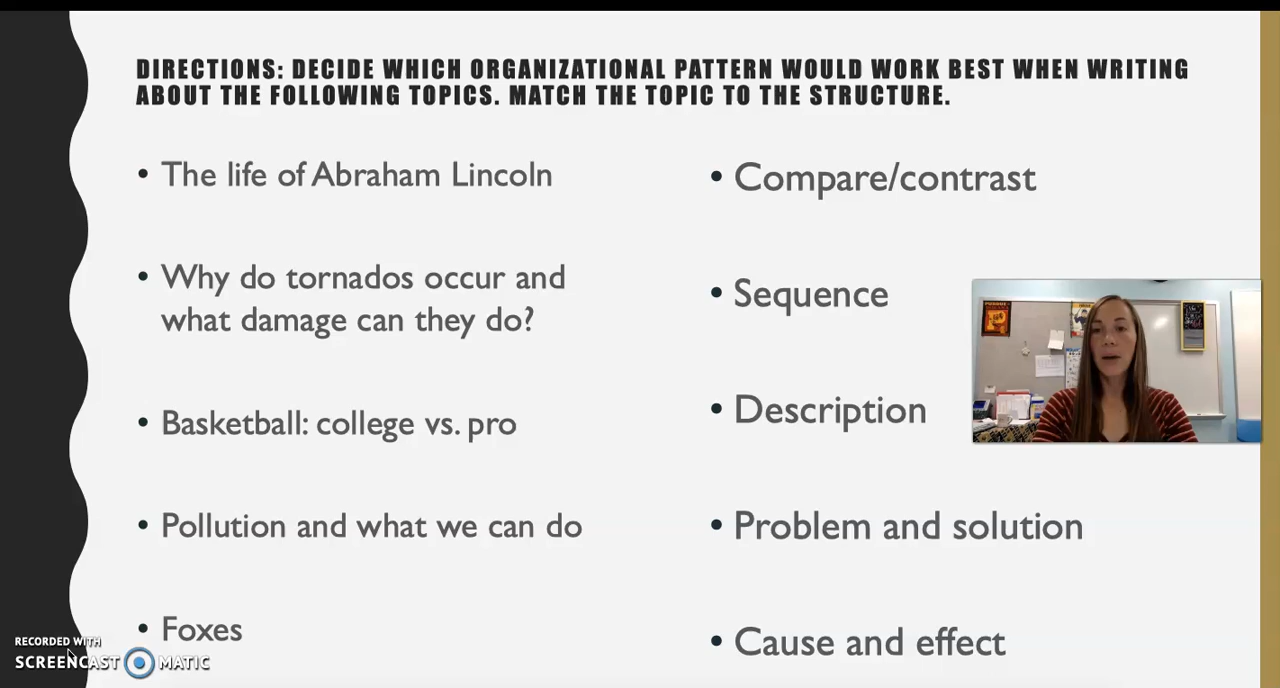 DIRECTIONS: DECIDE WHICH ORGANIZATIONAL PATTERN WOULD WORK BEST WHEN WRITING
ABOUT THE FOLLOWING TOPICS. MATCH THE TOPIC TO THE STRUCTURE.
• The life of Abraham Lincoln
• Why do tornados occur and
what damage can they do?
• Basketball: college vs. pro
• Pollution and what we can do
• Foxes
• Compare/contrast
• Sequence
• Description
• Problem and solution
• Cause and effect
RECORDED WITH
SCREENCAST MATIC